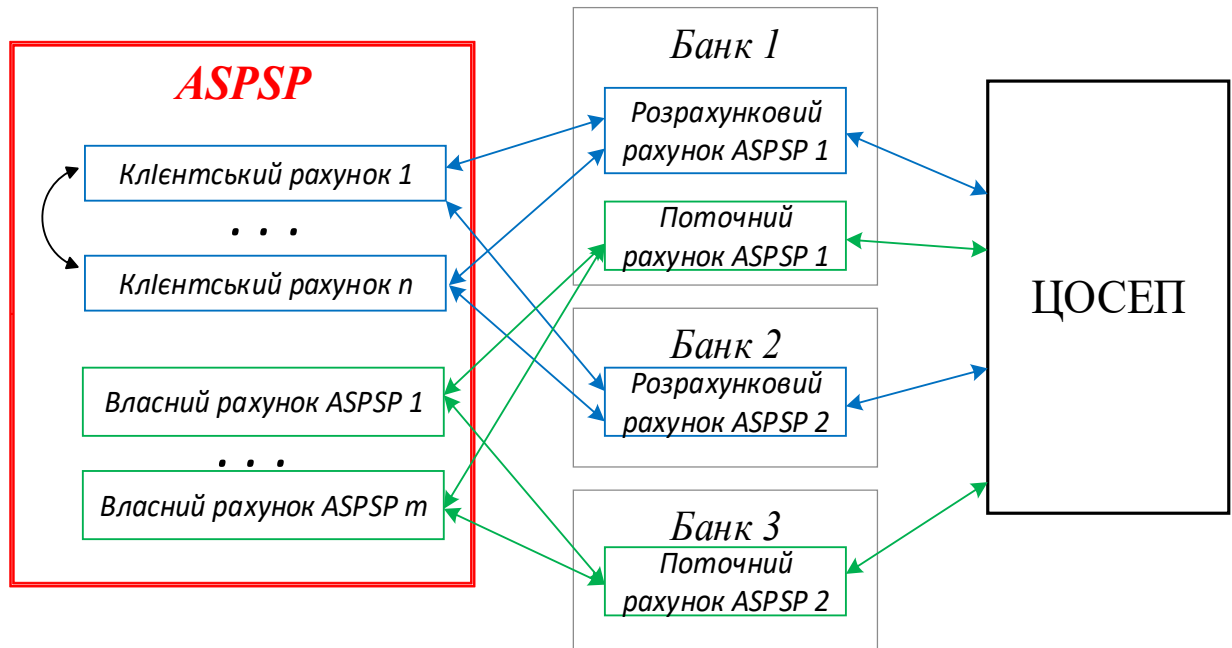 ASPSP
КлІєнтський рахунок 1
. . .
КлІєнтський рахунок n
Власний рахунок ASPSP 1
. . .
Власний рахунок ASPSP m
Банк 1
Розрахунковий
рахунок ASPSP 1
Поточний
рахунок ASPSP 1
Банк 2
Розрахунковий
рахунок ASPSP 2
Банк 3
Поточний
рахунок ASPSP 2
ЦОСЕП